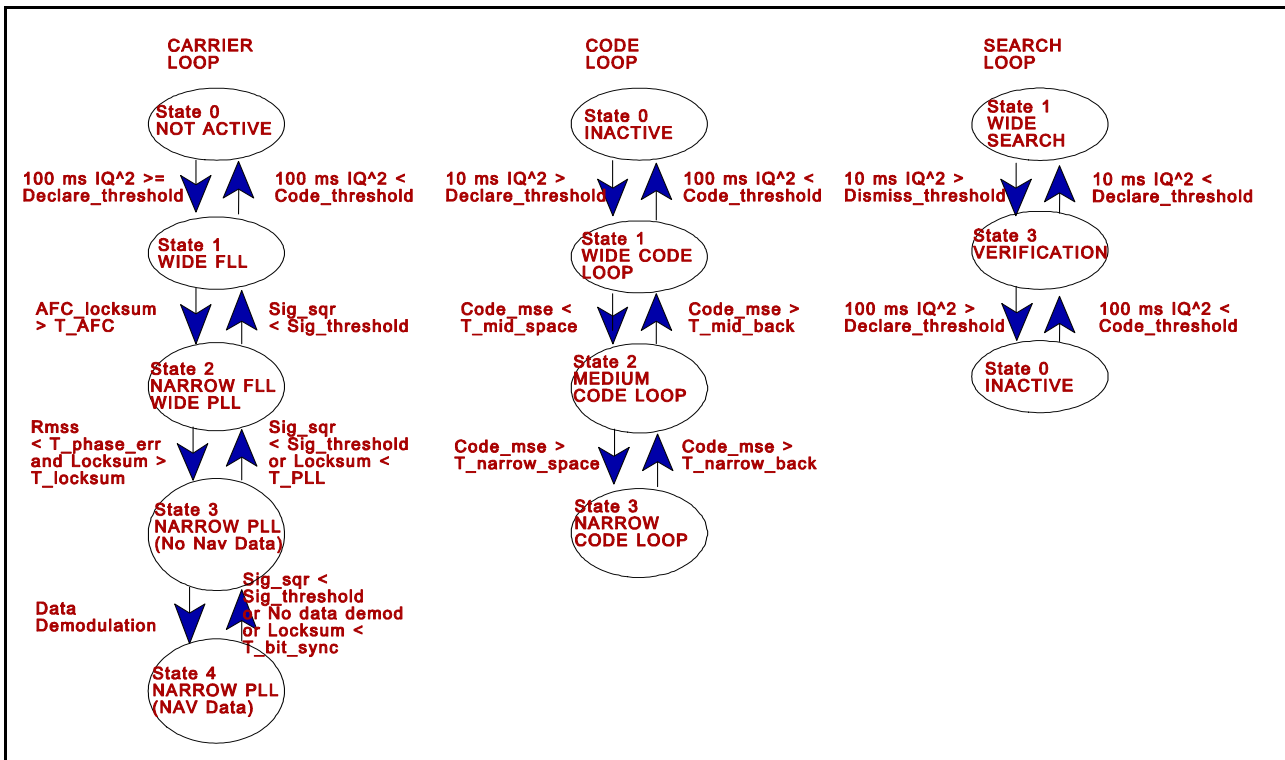 CARRIER
LOOP
State 0
NOT ACTIVE
100 ms IQ^2 >=
Declare_threshold
100 ms IQ^2 <
Code_threshold
State 1
WIDE FLL
AFC_locksum
> T_AFC
Sig_sqr
< Sig_threshold
State 2
NARROW FLL
WIDE PLL
Rmss
< T_phase_err
and Locksum >
T_locksum
Sig_sqr
< Sig_threshold
or Locksum <
T_PLL
State 3
NARROW PLL
(No Nav Data)
Data
Demodulation
Sig_sqr <
Sig_threshold
or No data demod
or Locksum <
T_bit_sync
State 4
NARROW PLL
(NAV Data)
CODE
LOOP
State 0
INACTIVE
10 ms IQ^2 >
Declare_threshold
100 ms IQ^2 <
Code_threshold
State 1
WIDE CODE
LOOP
Code_mse <
T_mid_space
Code_mse >
T_mid_back
State 2
MEDIUM
CODE LOOP
Code_mse >
T_narrow_space
Code_mse >
T_narrow_back
State 3
NARROW
CODE LOOP
SEARCH
LOOP
State 1
WIDE
SEARCH
10 ms IQ^2 >
Dismiss_threshold
10 ms IQ^2 <
Declare_threshold
State 3
VERIFICATION
100 ms IQ^2 >
Declare_threshold
100 ms IQ^2 <
Code_threshold
State 0
INACTIVE